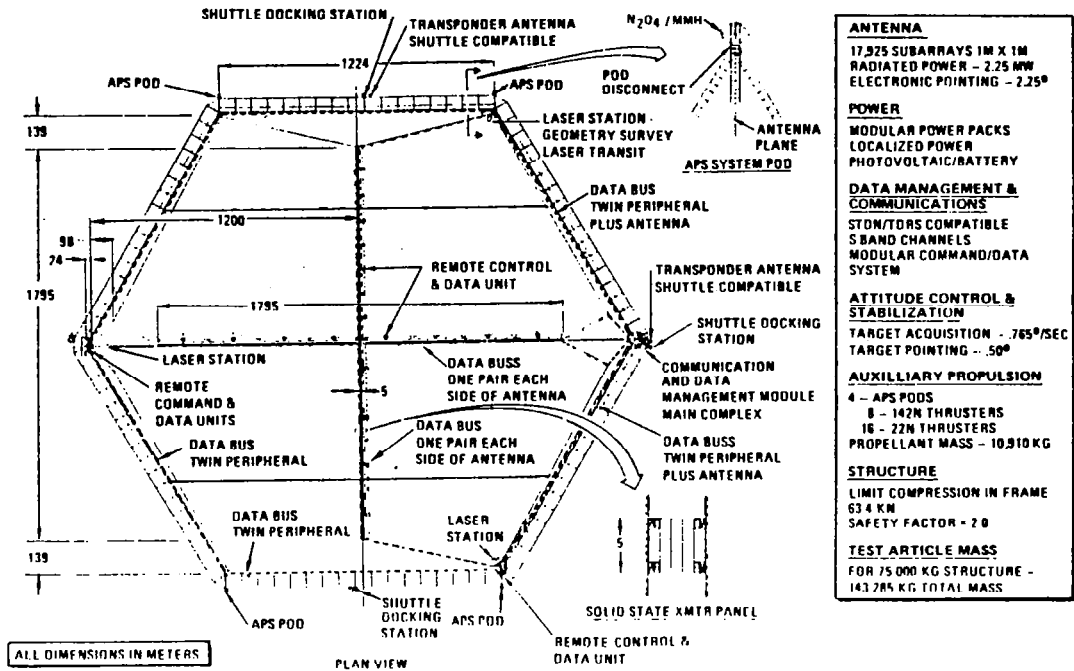 SHUTTLE DOCKING STATION
TRANSPONDER ANTENNA
SHUTTLE COMPATIBLE
1224
APS POD
APS POD
N2O4 / MMH
POD
DISCONNECT
ANTENNA
PLANE
APS SYSTEM POD
139
LASER STATION -
GEOMETRY SURVEY
LASER TRANSIT
DATA BUS
TWIN PERIPHERAL
PLUS ANTENNA
1200
98
74
1795
REMOTE CONTROL
& DATA UNIT
1795
TRANSPONDER ANTENNA
SHUTTLE COMPATIBLE
SHUTTLE DOCKING
STATION
LASER STATION
DATA BUSS
ONE PAIR EACH
SIDE OF ANTENNA
COMMUNICATION
AND DATA
MANAGEMENT MODULE
MAIN COMPLEX
REMOTE
COMMAND &
DATA UNITS
5
DATA BUS
ONE PAIR EACH
SIDE OF ANTENNA
DATA BUS
TWIN PERIPHERAL
DATA BUSS
TWIN PERIPHERAL
PLUS ANTENNA
DATA BUS
TWIN PERIPHERAL
LASER
STATION
139
5
SOLID STATE XMTR PANEL
APS POD
SHUTTLE
DOCKING
STATION
APS POD
REMOTE CONTROL &
DATA UNIT
ALL DIMENSIONS IN METERS
PLAN VIEW
ANTENNA
17,925 SUBARRAYS 1M X 1M
RADIATED POWER - 2.25 MW
ELECTRONIC POINTING - 2.25°
POWER
MODULAR POWER PACKS
LOCALIZED POWER
PHOTOVOLTAIC/BATTERY
DATA MANAGEMENT &
COMMUNICATIONS
STDN/TDRS COMPATIBLE
S BAND CHANNELS
MODULAR COMMAND/DATA
SYSTEM
ATTITUDE CONTROL &
STABILIZATION
TARGET ACQUISITION - .765°/SEC
TARGET POINTING - .50°
AUXILLIARY PROPULSION
4 - APS PODS
8 - 142N THRUSTERS
16 - 22N THRUSTERS
PROPELLANT MASS - 10,910 KG
STRUCTURE
LIMIT COMPRESSION IN FRAME
63.4 KN
SAFETY FACTOR = 2.0
TEST ARTICLE MASS
FOR 75 000 KG STRUCTURE -
143 285 KG TOTAL MASS